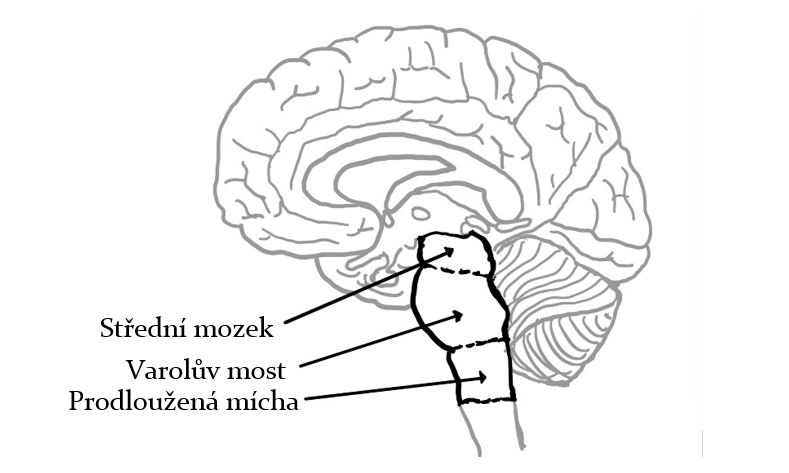 Střední mozek
Varolův most
Prodloužená mícha